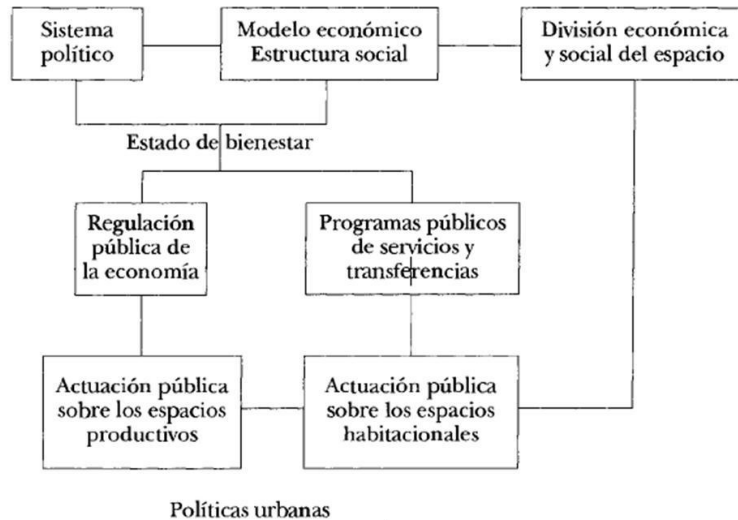 Sistema
político
Modelo económico
Estructura social
División económica
y social del espacio
Estado de bienestar
Regulación
pública de
la economía
Programas públicos
de servicios y
transferencias
Actuación pública
sobre los espacios
productivos
Actuación pública
sobre los espacios
habitacionales
Políticas urbanas